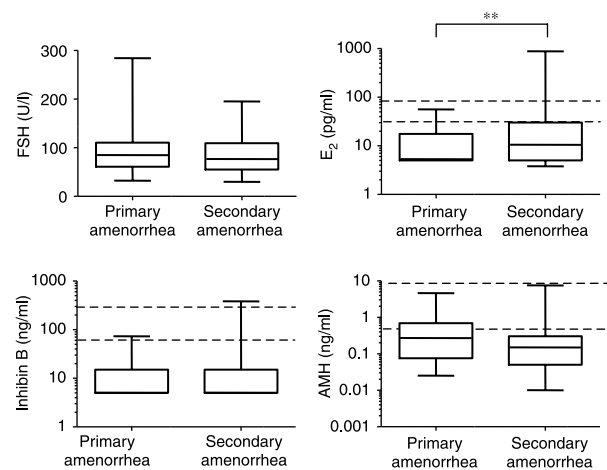 FSH (U/l)
300
200
100
0
Primary
amenorrhea
Secondary
amenorrhea
**
E2 (pg/ml)
1000
100
10
1
Primary
amenorrhea
Secondary
amenorrhea
Inhibin B (ng/ml)
1000
100
10
1
Primary
amenorrhea
Secondary
amenorrhea
AMH (ng/ml)
10
1
0.1
0.01
0.001
Primary
amenorrhea
Secondary
amenorrhea